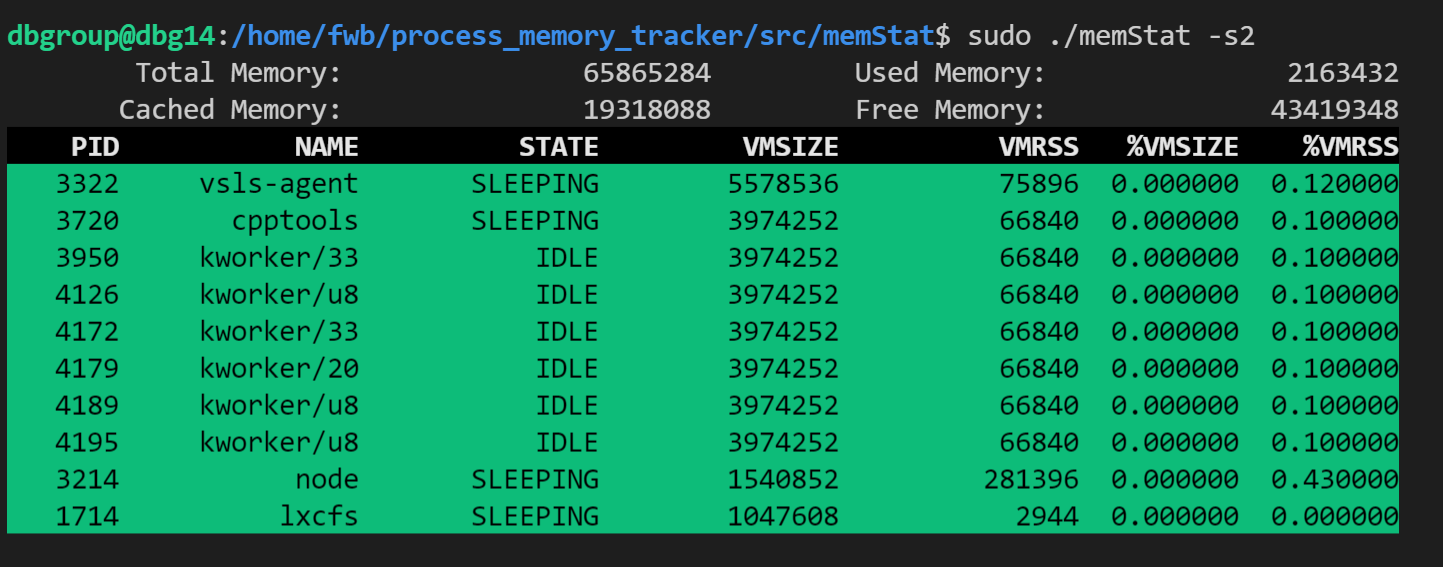 dbgroup@dbg14:/home/fwb/process_memory_tracker/src/memStat$ sudo ./memStat -s2
Total Memory: 65865284 Used Memory: 2163432
Cached Memory: 19318088 Free Memory: 43419348
PID NAME STATE VMSIZE VMRSS %VMSIZE %VMRSS
3322 vsls-agent SLEEPING 5578536 75896 0.000000 0.120000
3720 cpptools SLEEPING 3974252 66840 0.000000 0.100000
3950 kworker/33 IDLE 3974252 66840 0.000000 0.100000
4126 kworker/u8 IDLE 3974252 66840 0.000000 0.100000
4172 kworker/33 IDLE 3974252 66840 0.000000 0.100000
4179 kworker/20 IDLE 3974252 66840 0.000000 0.100000
4189 kworker/u8 IDLE 3974252 66840 0.000000 0.100000
4195 kworker/u8 IDLE 3974252 66840 0.000000 0.100000
3214 node SLEEPING 1540852 281396 0.000000 0.430000
1714 lxcfs SLEEPING 1047608 2944 0.000000 0.000000